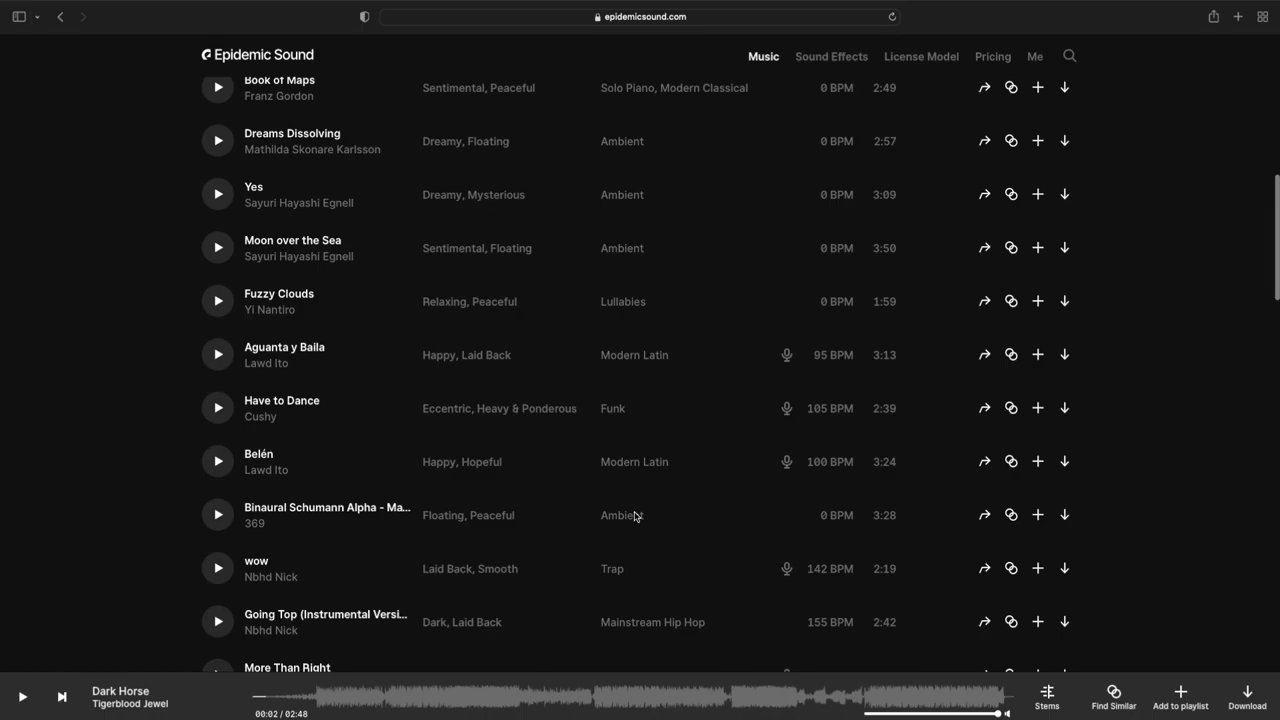 epidemicsound.com
Epidemic Sound
Music Sound Effects License Model Pricing Me
Book of Maps
Franz Gordon
Sentimental, Peaceful Solo Piano, Modern Classical 0 BPM 2:49
Dreams Dissolving
Mathilda Skonare Karlsson
Dreamy, Floating Ambient 0 BPM 2:57
Yes
Sayuri Hayashi Egnell
Dreamy, Mysterious Ambient 0 BPM 3:09
Moon over the Sea
Sayuri Hayashi Egnell
Sentimental, Floating Ambient 0 BPM 3:50
Fuzzy Clouds
Yi Nantiro
Relaxing, Peaceful Lullabies 0 BPM 1:59
Aguanta y Baila
Lawd Ito
Happy, Laid Back Modern Latin 95 BPM 3:13
Have to Dance
Cushy
Eccentric, Heavy & Ponderous Funk 105 BPM 2:39
Belén
Lawd Ito
Happy, Hopeful Modern Latin 100 BPM 3:24
Binaural Schumann Alpha - Ma...
369
Floating, Peaceful Ambient 0 BPM 3:28
wow
Nbhd Nick
Laid Back, Smooth Trap 142 BPM 2:19
Going Top (Instrumental Versi...
Nbhd Nick
Dark, Laid Back Mainstream Hip Hop 155 BPM 2:42
More Than Right
Dark Horse
Tigerblood Jewel
00:02 / 02:48
Stems Find Similar Add to playlist Download